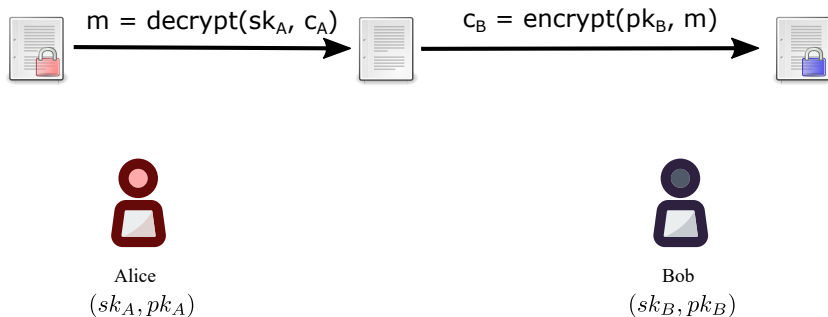 m = decrypt(sk_A, c_A)
c_B = encrypt(pk_B, m)
Alice
Bob
(sk_A, pk_A)
(sk_B, pk_B)